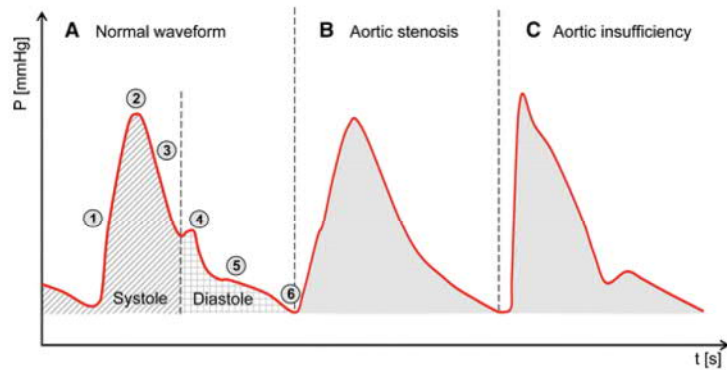 A Normal waveform
B Aortic stenosis
C Aortic insufficiency
P [mmHg]
2
3
1
4
5
6
Systole
Diastole
t [s]